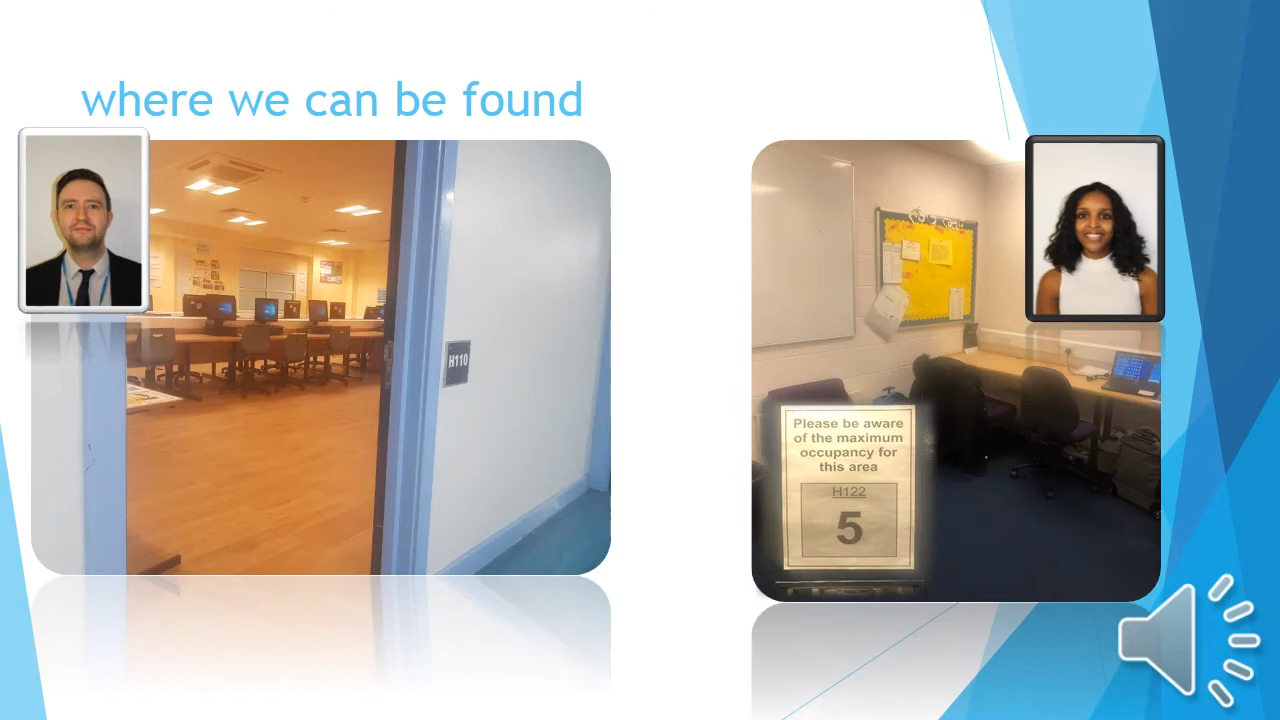 where we can be found
H110
Please be aware
of the maximum
occupancy for
this area
H122
5